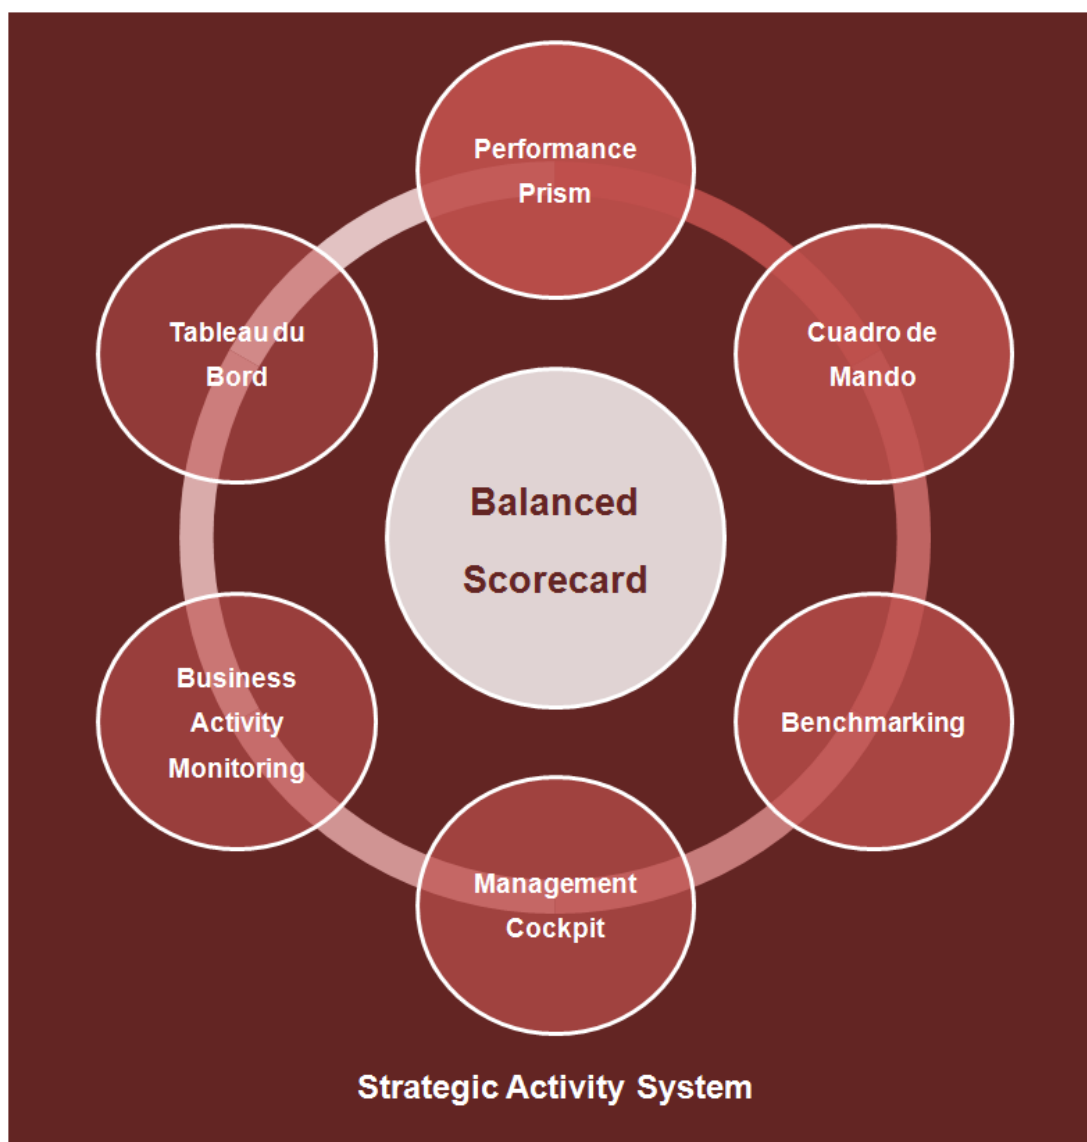 Performance
Prism
Tableau du
Bord
Cuadro de
Mando
Balanced
Scorecard
Business
Activity
Monitoring
Benchmarking
Management
Cockpit
Strategic Activity System